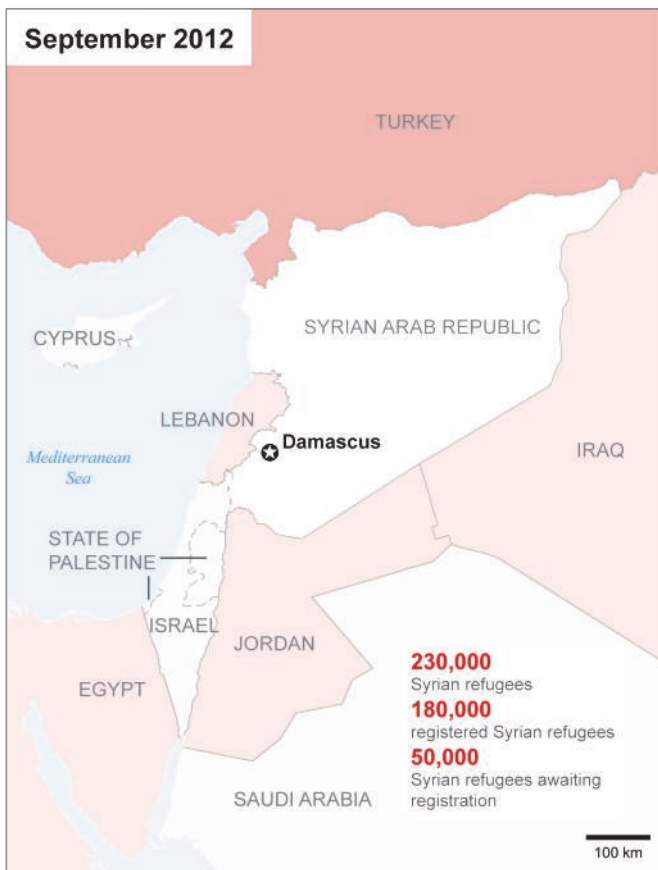 September 2012
TURKEY
CYPRUS
SYRIAN ARAB REPUBLIC
LEBANON
Damascus
Mediterranean
Sea
IRAQ
STATE OF
PALESTINE
ISRAEL
JORDAN
EGYPT
230,000
Syrian refugees
180,000
registered Syrian refugees
50,000
Syrian refugees awaiting
registration
SAUDI ARABIA
100 km